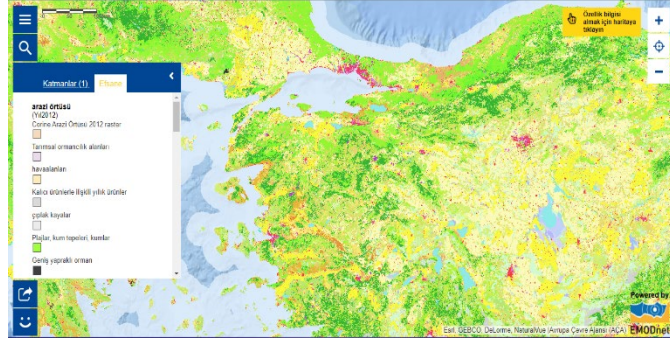 Özellik bilgisi
almak için haritaya
tıklayın
Katmanlar (1) Efsane
arazi örtüsü
(Yıl2012)
Corine Arazi Örtüsü 2012 raster
Tarımsal ormancılık alanları
havaalanları
Kalıcı ürünlerle ilişkili yıllık ürünler
çıplak kayalar
Plajlar, kum tepeleri, kumlar
Geniş yapraklı orman
Powered by
EMODnet
Esri, GEBCO, DeLorme, NaturalVue |Avrupa Çevre Ajansı (AÇA)